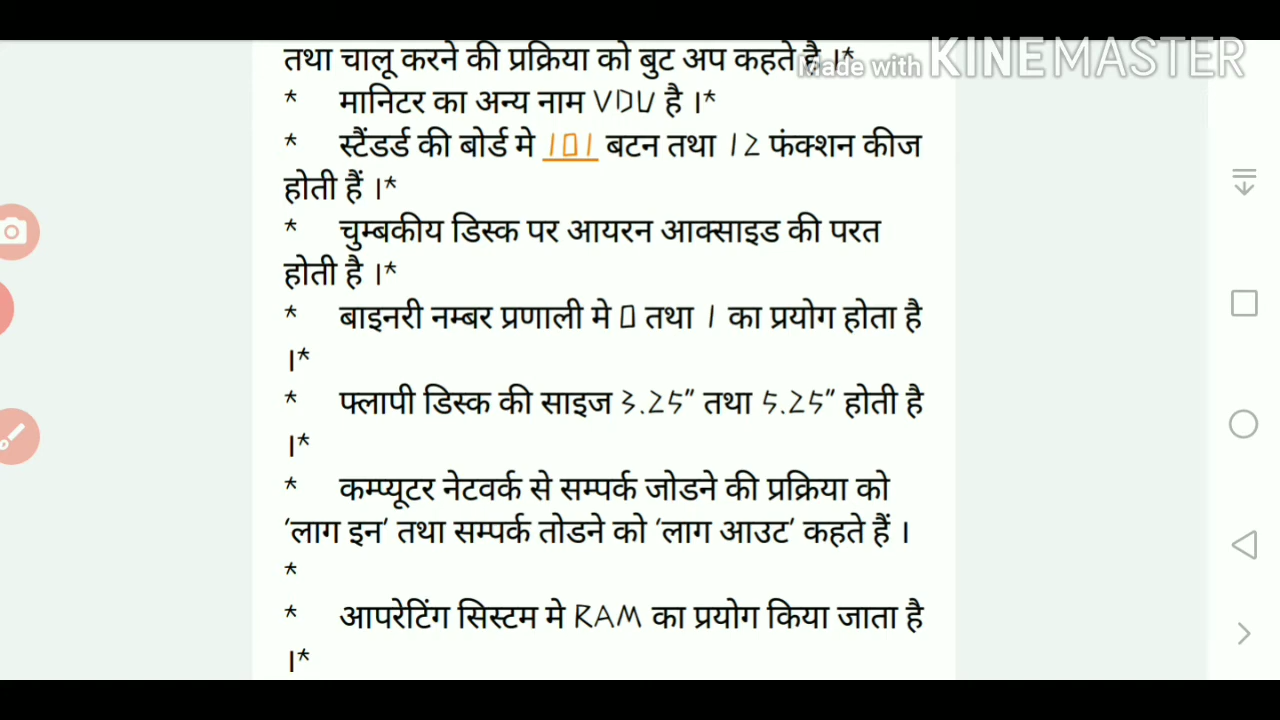 तथा चालू करने की प्रक्रिया को बुट अप कहते है ।*
Made with KINEMASTER
* मानिटर का अन्य नाम VDU है ।*
* स्टैंडर्ड की बोर्ड मे 101 बटन तथा 12 फंक्शन कीज
होती हैं ।*
* चुम्बकीय डिस्क पर आयरन आक्साइड की परत
होती है ।*
* बाइनरी नम्बर प्रणाली मे 0 तथा 1 का प्रयोग होता है
।*
* फ्लापी डिस्क की साइज 3.25” तथा 5.25” होती है
।*
* कम्प्यूटर नेटवर्क से सम्पर्क जोडने की प्रक्रिया को
‘लाग इन’ तथा सम्पर्क तोडने को ‘लाग आउट’ कहते हैं ।
*
* आपरेटिंग सिस्टम मे RAM का प्रयोग किया जाता है
।*